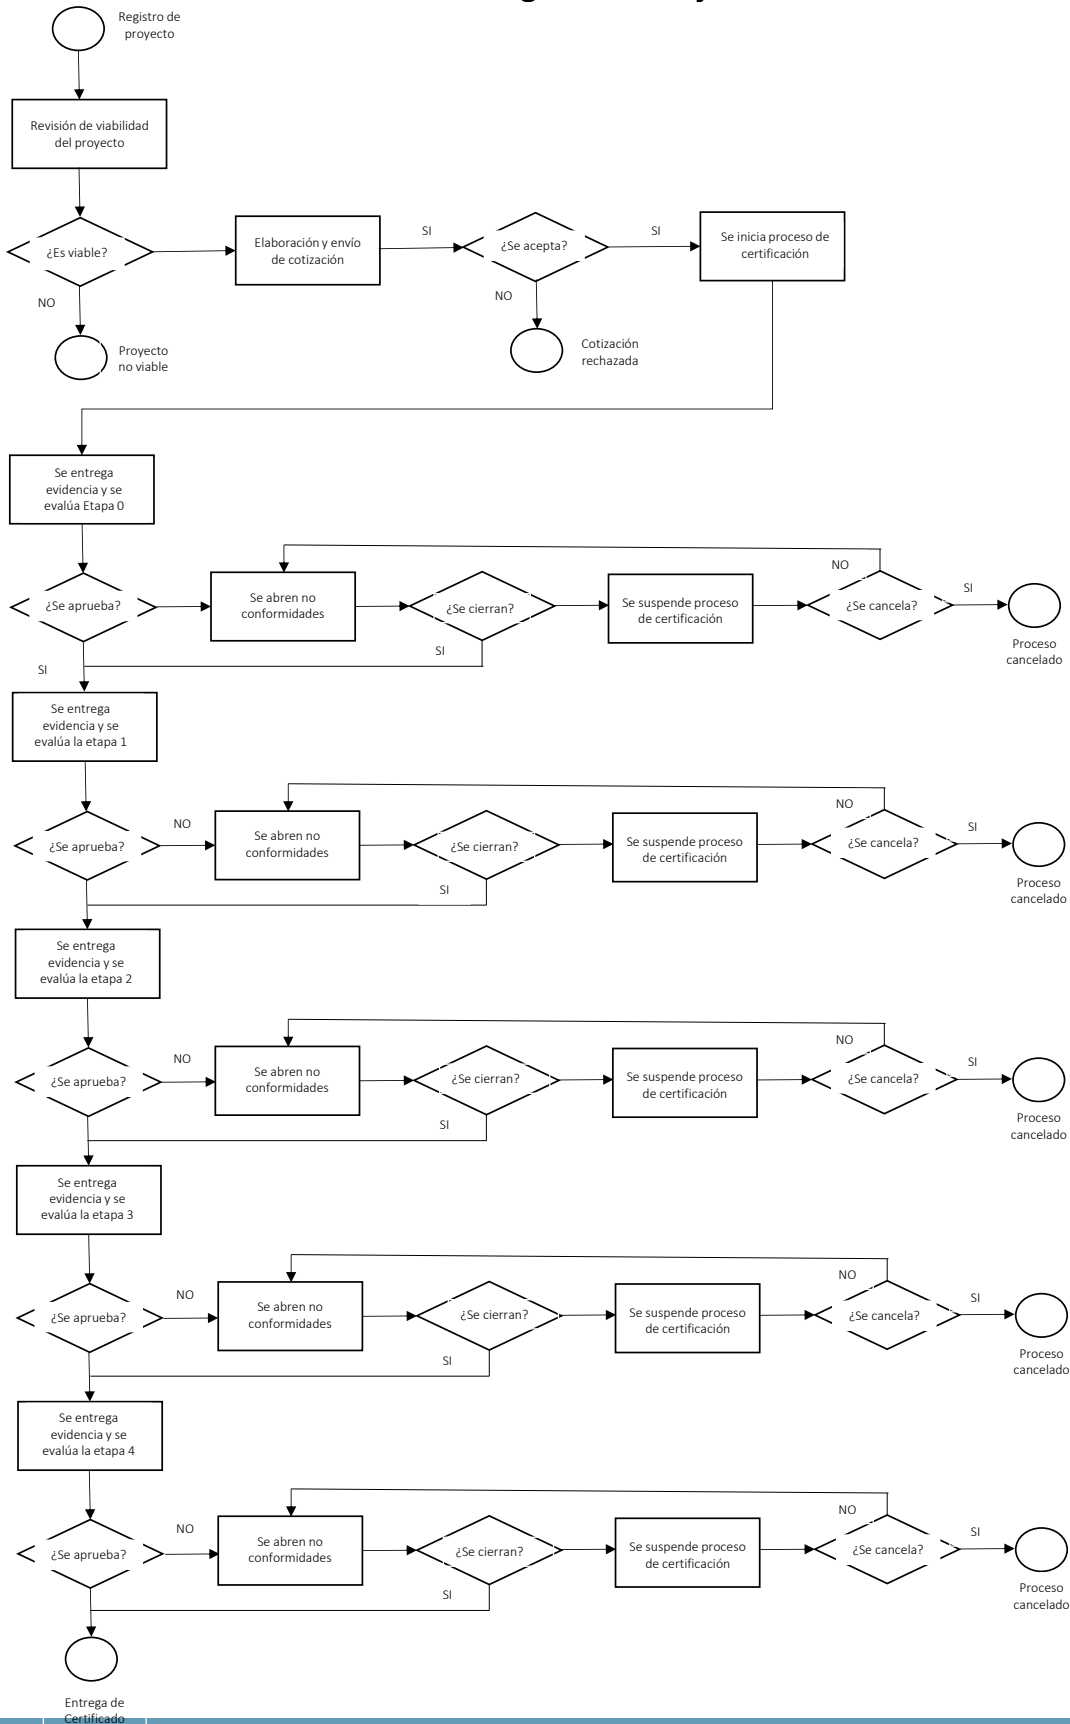 Registro de
proyecto
Revisión de viabilidad
del proyecto
¿Es viable?
Elaboración y envío
de cotización
SI
¿Se acepta?
SI
Se inicia proceso de
certificación
NO
NO
Proyecto
no viable
Cotización
rechazada
Se entrega
evidencia y se
evalúa Etapa 0
¿Se aprueba?
Se abren no
conformidades
¿Se cierran?
Se suspende proceso
de certificación
NO
¿Se cancela?
SI
Proceso
cancelado
SI
SI
Se entrega
evidencia y se
evalúa la etapa 1
¿Se aprueba?
NO
Se abren no
conformidades
¿Se cierran?
Se suspende proceso
de certificación
NO
¿Se cancela?
SI
Proceso
cancelado
SI
Se entrega
evidencia y se
evalúa la etapa 2
¿Se aprueba?
NO
Se abren no
conformidades
¿Se cierran?
Se suspende proceso
de certificación
NO
¿Se cancela?
SI
Proceso
cancelado
SI
Se entrega
evidencia y se
evalúa la etapa 3
¿Se aprueba?
NO
Se abren no
conformidades
¿Se cierran?
Se suspende proceso
de certificación
NO
¿Se cancela?
SI
Proceso
cancelado
SI
Se entrega
evidencia y se
evalúa la etapa 4
¿Se aprueba?
NO
Se abren no
conformidades
¿Se cierran?
Se suspende proceso
de certificación
NO
¿Se cancela?
SI
Proceso
cancelado
SI
Entrega de
Certificado